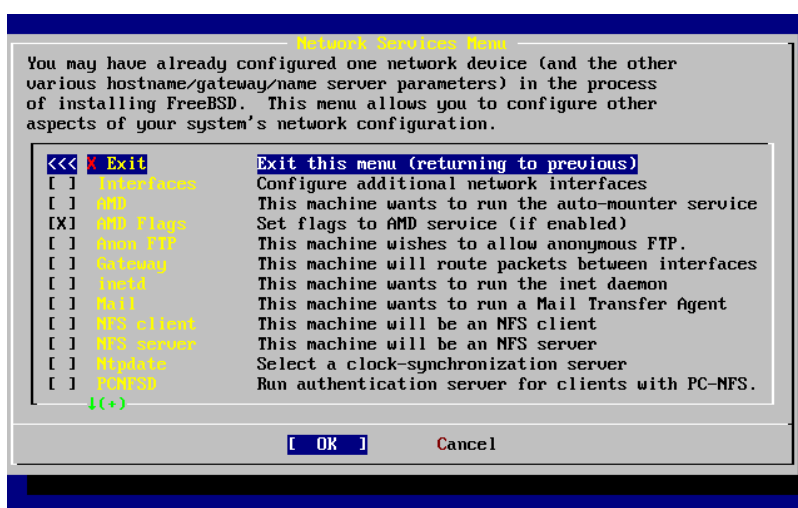 Network Services Menu
You may have already configured one network device (and the other
various hostname/gateway/name server parameters) in the process
of installing FreeBSD.  This menu allows you to configure other
aspects of your system's network configuration.
<<< X Exit Exit this menu (returning to previous)
[ ] Interfaces Configure additional network interfaces
[ ] AMD This machine wants to run the auto-mounter service
[X] AMD Flags Set flags to AMD service (if enabled)
[ ] Anon FTP This machine wishes to allow anonymous FTP.
[ ] Gateway This machine will route packets between interfaces
[ ] inetd This machine wants to run the inet daemon
[ ] Mail This machine wants to run a Mail Transfer Agent
[ ] NFS client This machine will be an NFS client
[ ] NFS server This machine will be an NFS server
[ ] Ntpdate Select a clock-synchronization server
[ ] PCNFSD Run authentication server for clients with PC-NFS.
↓(+)
[ OK ] Cancel